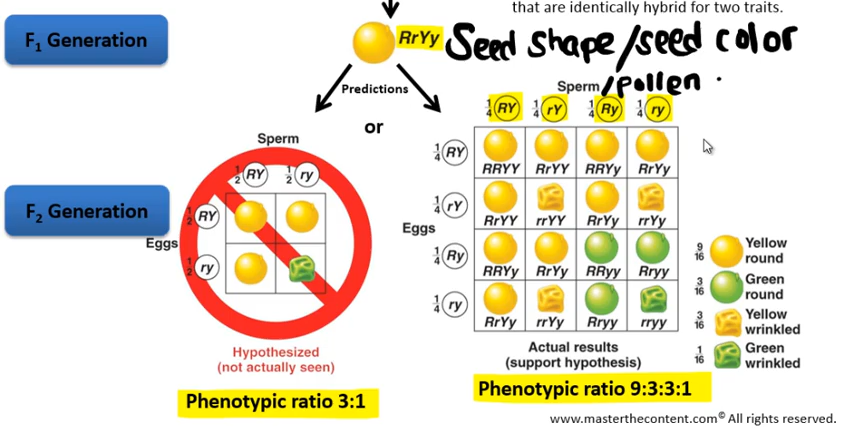 that are identically hybrid for two traits.
F1 Generation
RrYy Seed shape/seed color
Predictions
Sperm/pollen.
or
1/4 RY 1/4 rY 1/4 Ry 1/4 ry
Sperm
1/2 RY 1/2 ry
F2 Generation
Eggs
1/2 RY
1/2 ry
Eggs
1/4 RY
RRYY RrYY RRYy RrYy
1/4 rY
RrYY rrYY RrYy rrYy
1/4 Ry
RRYy RrYy RRyy Rryy
1/4 ry
RrYy rrYy Rryy rryy
9/16 Yellow
round
3/16 Green
round
3/16 Yellow
wrinkled
1/16 Green
wrinkled
Hypothesized
(not actually seen)
Actual results
(support hypothesis)
Phenotypic ratio 3:1
Phenotypic ratio 9:3:3:1
www.masterthecontent.com© All rights reserved.